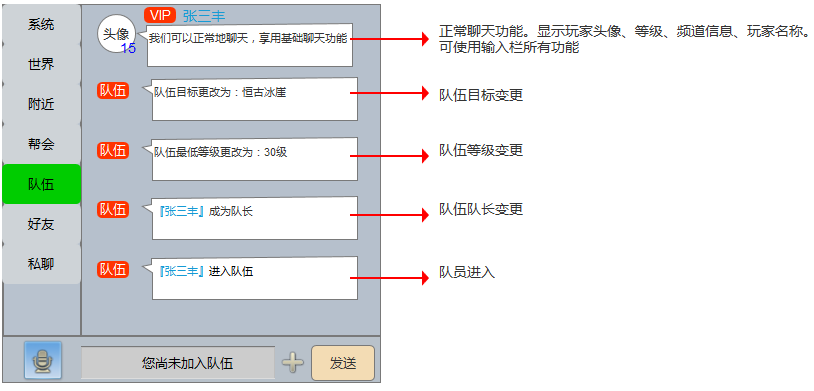 系统
世界
附近
帮会
队伍
好友
私聊
VIP 张三丰
头像
15
我们可以正常地聊天，享用基础聊天功能
正常聊天功能。显示玩家头像、等级、频道信息、玩家名称。
可使用输入栏所有功能
队伍
队伍目标更改为：恒古冰崖
队伍目标变更
队伍
队伍最低等级更改为：30级
队伍等级变更
队伍
『张三丰』成为队长
队伍队长变更
队伍
『张三丰』进入队伍
队员进入
您尚未加入队伍
发送